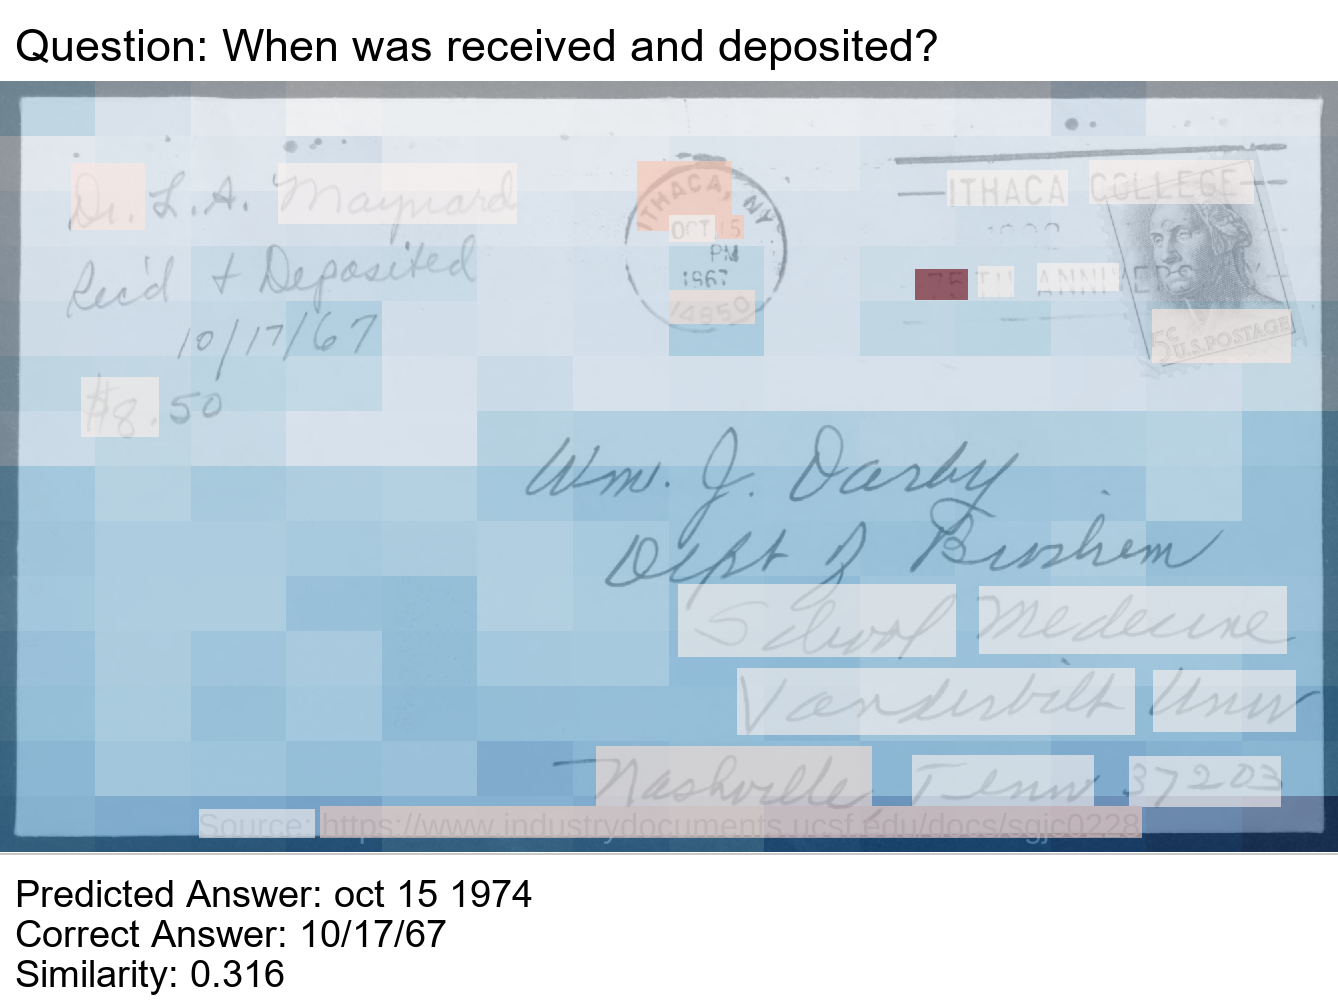 Question: When was received and deposited?
Dr. L.A. Maynard
Rec'd & Deposited
10/17/67
$8.50
ITHACA, NY
OCT 15
PM
1967
14850
ITHACA COLLEGE
75TH ANNIVERS
5c
U.S. POSTAGE
Wm. J. Darby
Dept of Biochem
School Medecine
Vanderbilt Univ
Nashville, Tenn 37203
Source: https://www.industrydocuments.ucsf.edu/docs/sgjc0228
Predicted Answer: oct 15 1974
Correct Answer: 10/17/67
Similarity: 0.316